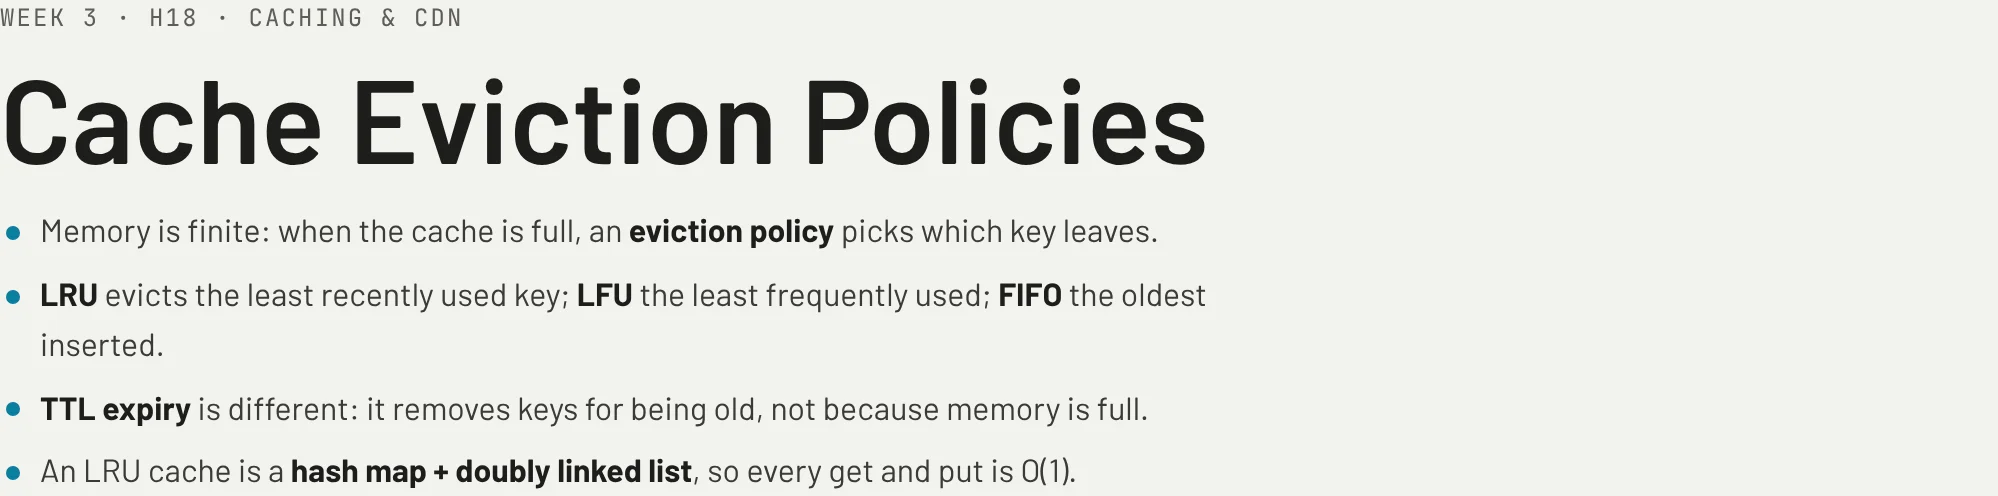 WEEK 3 · H18 · CACHING & CDN
Cache Eviction Policies
• Memory is finite: when the cache is full, an eviction policy picks which key leaves.
• LRU evicts the least recently used key; LFU the least frequently used; FIFO the oldest
inserted.
• TTL expiry is different: it removes keys for being old, not because memory is full.
• An LRU cache is a hash map + doubly linked list, so every get and put is O(1).